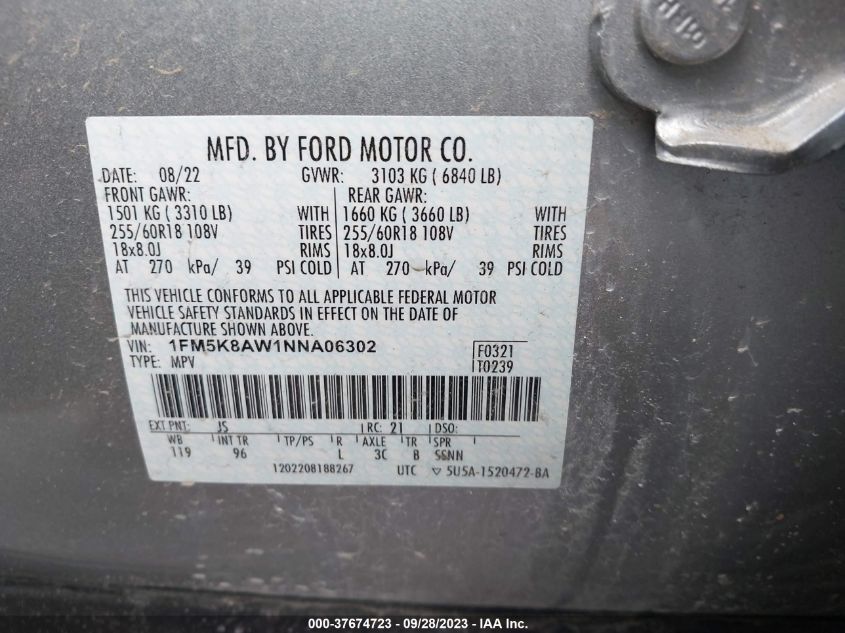 MFD. BY FORD MOTOR CO.
DATE: 08/22 GVWR: 3103 KG ( 6840 LB)
FRONT GAWR: REAR GAWR:
1501 KG ( 3310 LB) WITH 1660 KG ( 3660 LB) WITH
255/60R18 108V TIRES 255/60R18 108V TIRES
18x8.0J RIMS 18x8.0J RIMS
AT 270 kPa/ 39 PSI COLD AT 270 kPa/ 39 PSI COLD
THIS VEHICLE CONFORMS TO ALL APPLICABLE FEDERAL MOTOR
VEHICLE SAFETY STANDARDS IN EFFECT ON THE DATE OF
MANUFACTURE SHOWN ABOVE.
VIN: 1FM5K8AW1NNA06302 F0321
TYPE: MPV T0239
EXT PNT: JS RC: 21 DSO:
WB INT TR TP/PS R AXLE TR SPR
119 96 L 3C B SSNN
1202208188267 UTC ▽ 5U5A-1520472-BA
000-37674723 - 09/28/2023 - IAA Inc.